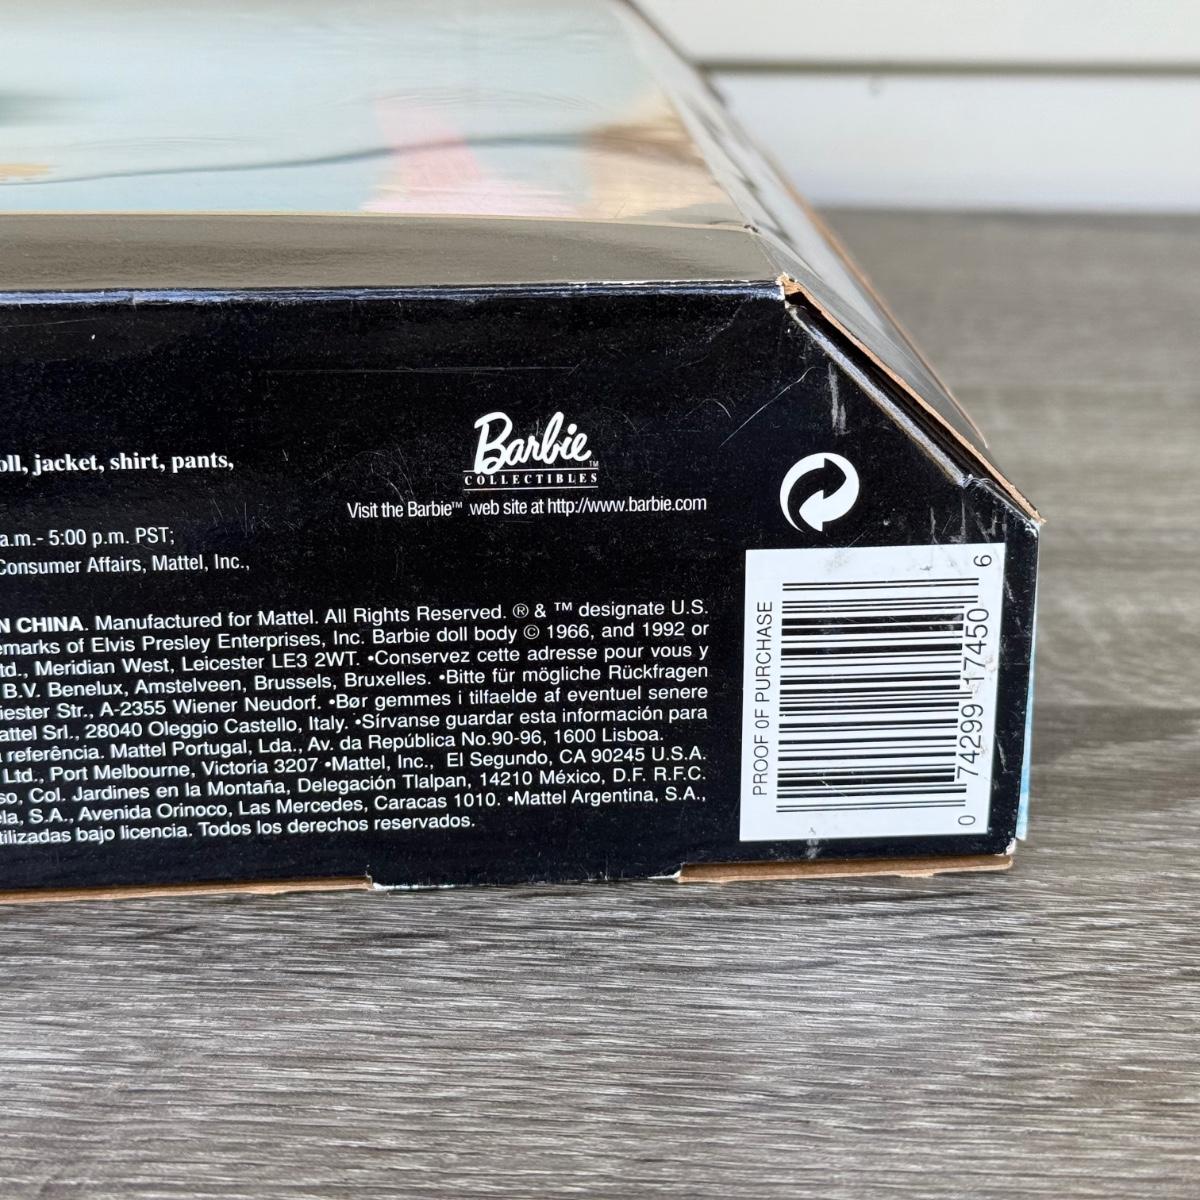 Barbie™
COLLECTIBLES
oll, jacket, shirt, pants,
Visit the Barbie™ web site at http://www.barbie.com
a.m.- 5:00 p.m. PST;
Consumer Affairs, Mattel, Inc.,
N CHINA. Manufactured for Mattel. All Rights Reserved. ® & ™ designate U.S.
emarks of Elvis Presley Enterprises, Inc. Barbie doll body © 1966, and 1992 or
td., Meridian West, Leicester LE3 2WT. •Conservez cette adresse pour vous y
B.V. Benelux, Amstelveen, Brussels, Bruxelles. •Bitte für mögliche Rückfragen
iester Str., A-2355 Wiener Neudorf. •Bør gemmes i tilfaelde af eventuel senere
attel Srl., 28040 Oleggio Castello, Italy. •Sírvanse guardar esta información para
a referência. Mattel Portugal, Lda., Av. da República No.90-96, 1600 Lisboa.
Ltd., Port Melbourne, Victoria 3207 •Mattel, Inc., El Segundo, CA 90245 U.S.A.
so, Col. Jardines en la Montaña, Delegación Tlalpan, 14210 México, D.F. R.F.C.
ela, S.A., Avenida Orinoco, Las Mercedes, Caracas 1010. •Mattel Argentina, S.A.,
tilizadas bajo licencia. Todos los derechos reservados.
PROOF OF PURCHASE
0 74299 17450 6